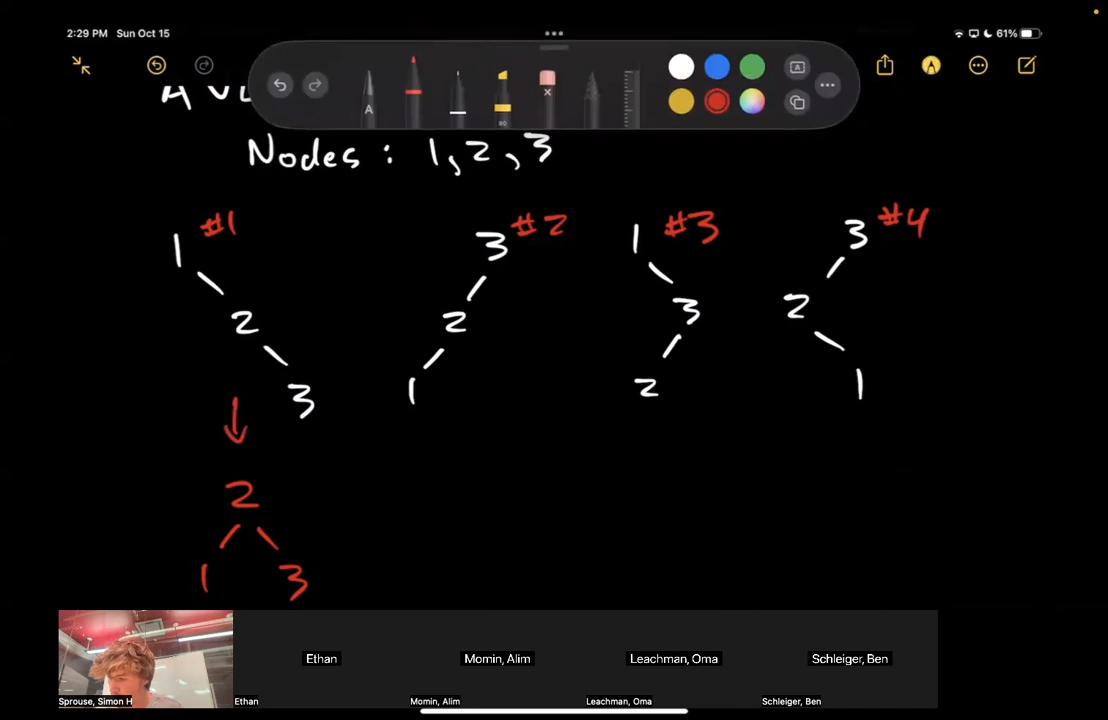 2:29 PM Sun Oct 15
61%
A
80
AVL
Nodes : 1, 2, 3
1 #1
3 #2
1 #3
3 #4
2
2
3
2
3
1
2
1
2
1 3
Ethan
Momin, Alim
Leachman, Oma
Schleiger, Ben
Sprouse, Simon H
Ethan
Momin, Alim
Leachman, Oma
Schleiger, Ben